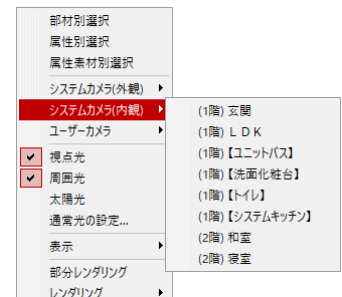 部材別選択
属性別選択
属性素材別選択
システムカメラ(外観)
システムカメラ(内観)
ユーザーカメラ
視点光
周囲光
太陽光
通常光の設定...
表示
部分レンダリング
レンダリング
(1階) 玄関
(1階) ＬＤＫ
(1階)【ユニットバス】
(1階)【洗面化粧台】
(1階)【トイレ】
(1階)【システムキッチン】
(2階) 和室
(2階) 寝室